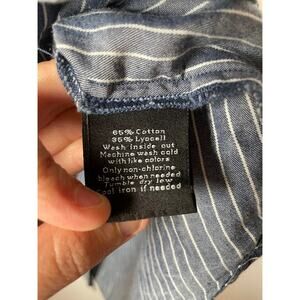 65% Cotton
35% Lyocell
Wash inside out
Machine wash cold
with like colors
Only non-chlorine
bleach when needed
Tumble dry low
Cool iron if needed